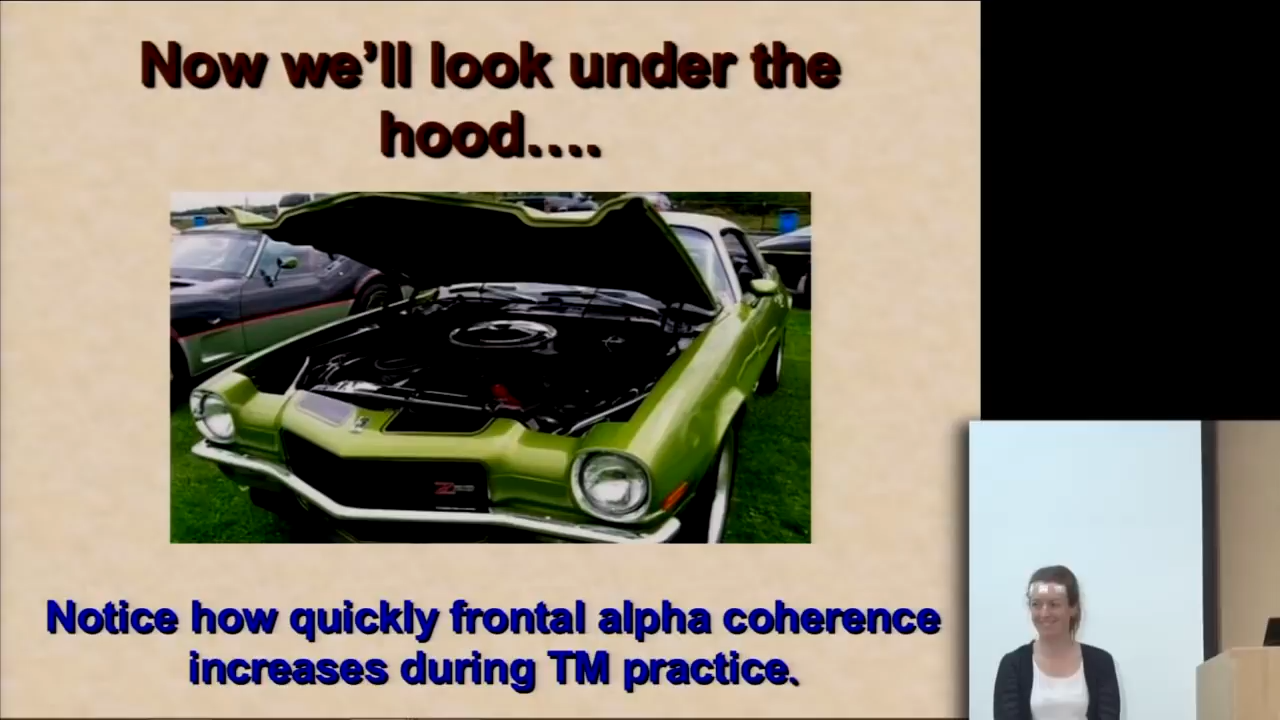 Now we'll look under the
hood....
Notice how quickly frontal alpha coherence
increases during TM practice.